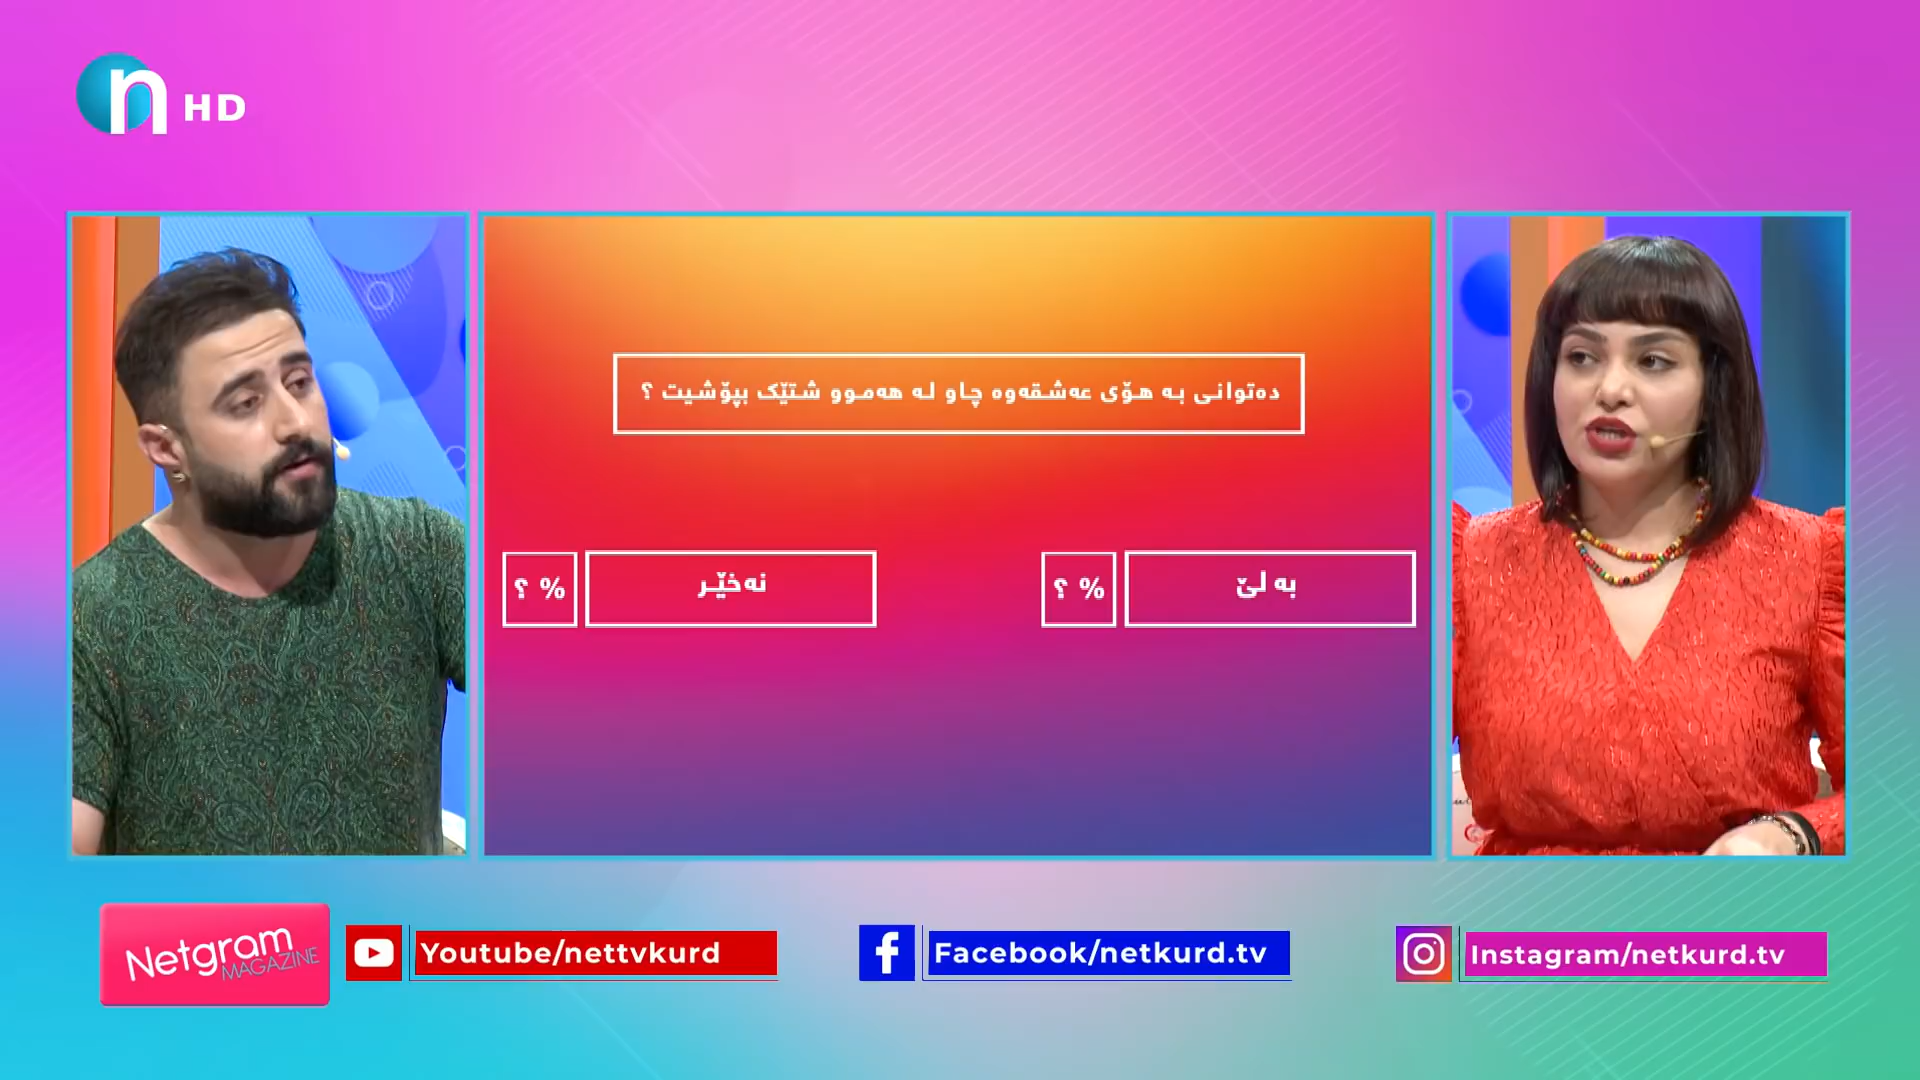 n HD
دەتوانی بە هۆی عەشقەوە چاو لە هەموو شتێک بپۆشیت ؟
بەلێ
% ؟
نەخێر
% ؟
Netgram
MAGAZINE
Youtube/nettvkurd
Facebook/netkurd.tv
Instagram/netkurd.tv